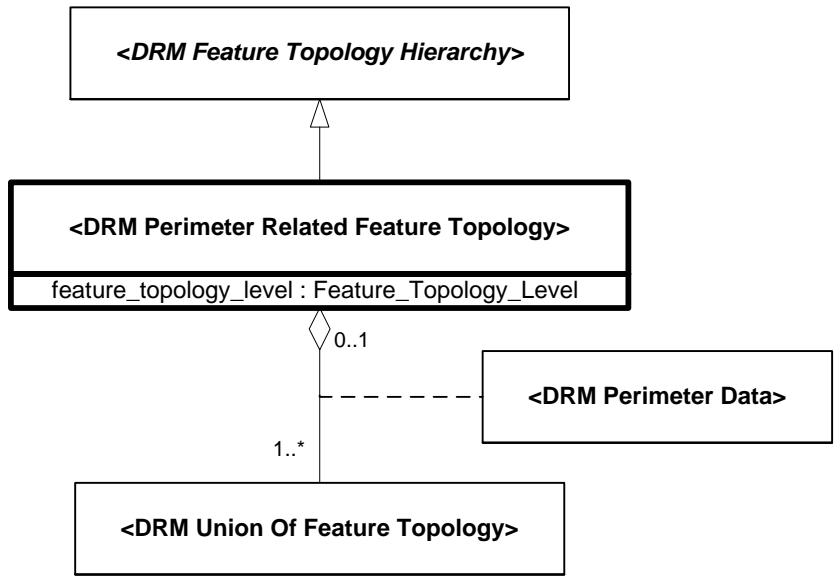 <DRM Feature Topology Hierarchy>
<DRM Perimeter Related Feature Topology>
feature_topology_level : Feature_Topology_Level
0..1
<DRM Perimeter Data>
1..*
<DRM Union Of Feature Topology>